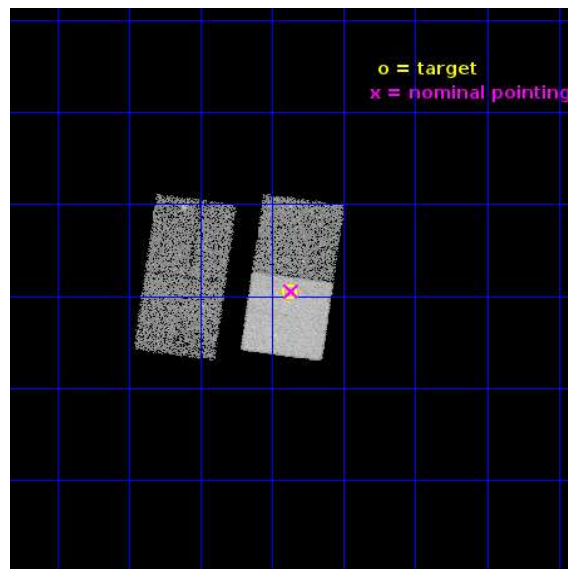 o = target
x = nominal pointing